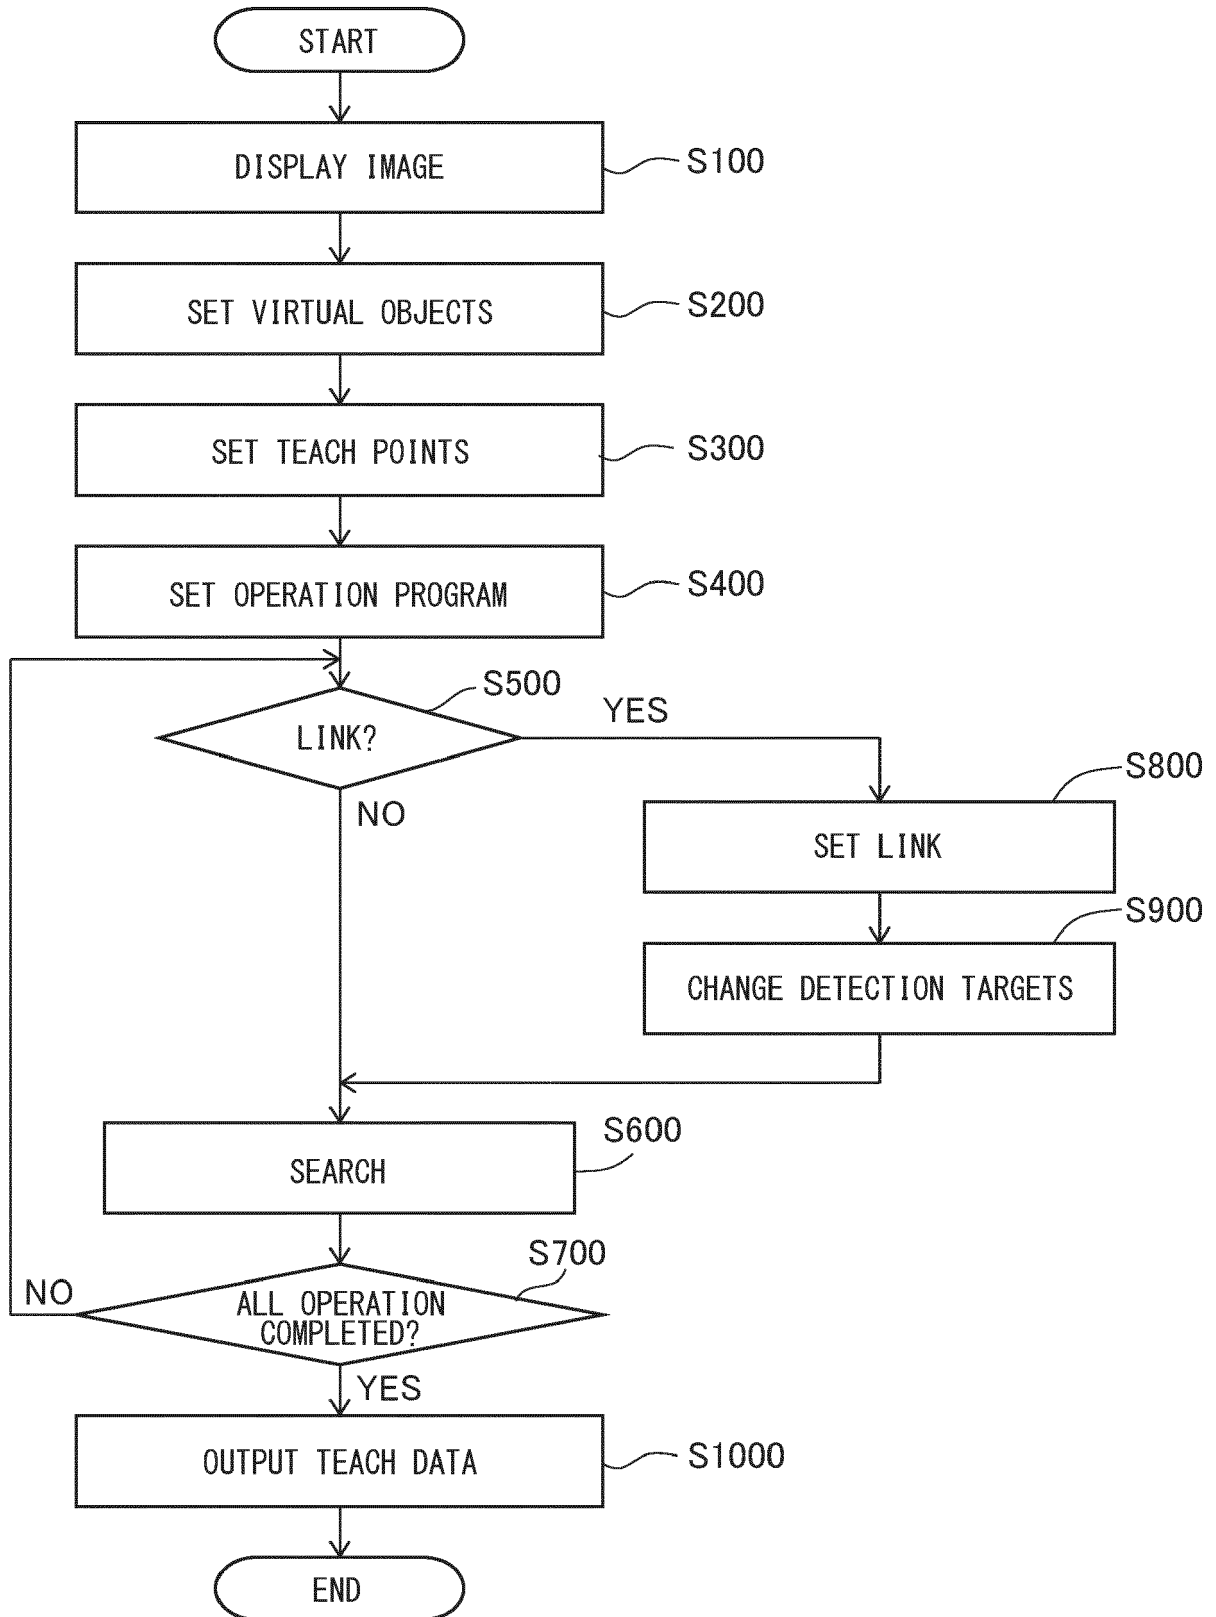 START
DISPLAY IMAGE
S100
SET VIRTUAL OBJECTS
S200
SET TEACH POINTS
S300
SET OPERATION PROGRAM
S400
S500
LINK?
YES
NO
S800
SET LINK
S900
CHANGE DETECTION TARGETS
S600
SEARCH
S700
NO
ALL OPERATION
COMPLETED?
YES
OUTPUT TEACH DATA
S1000
END